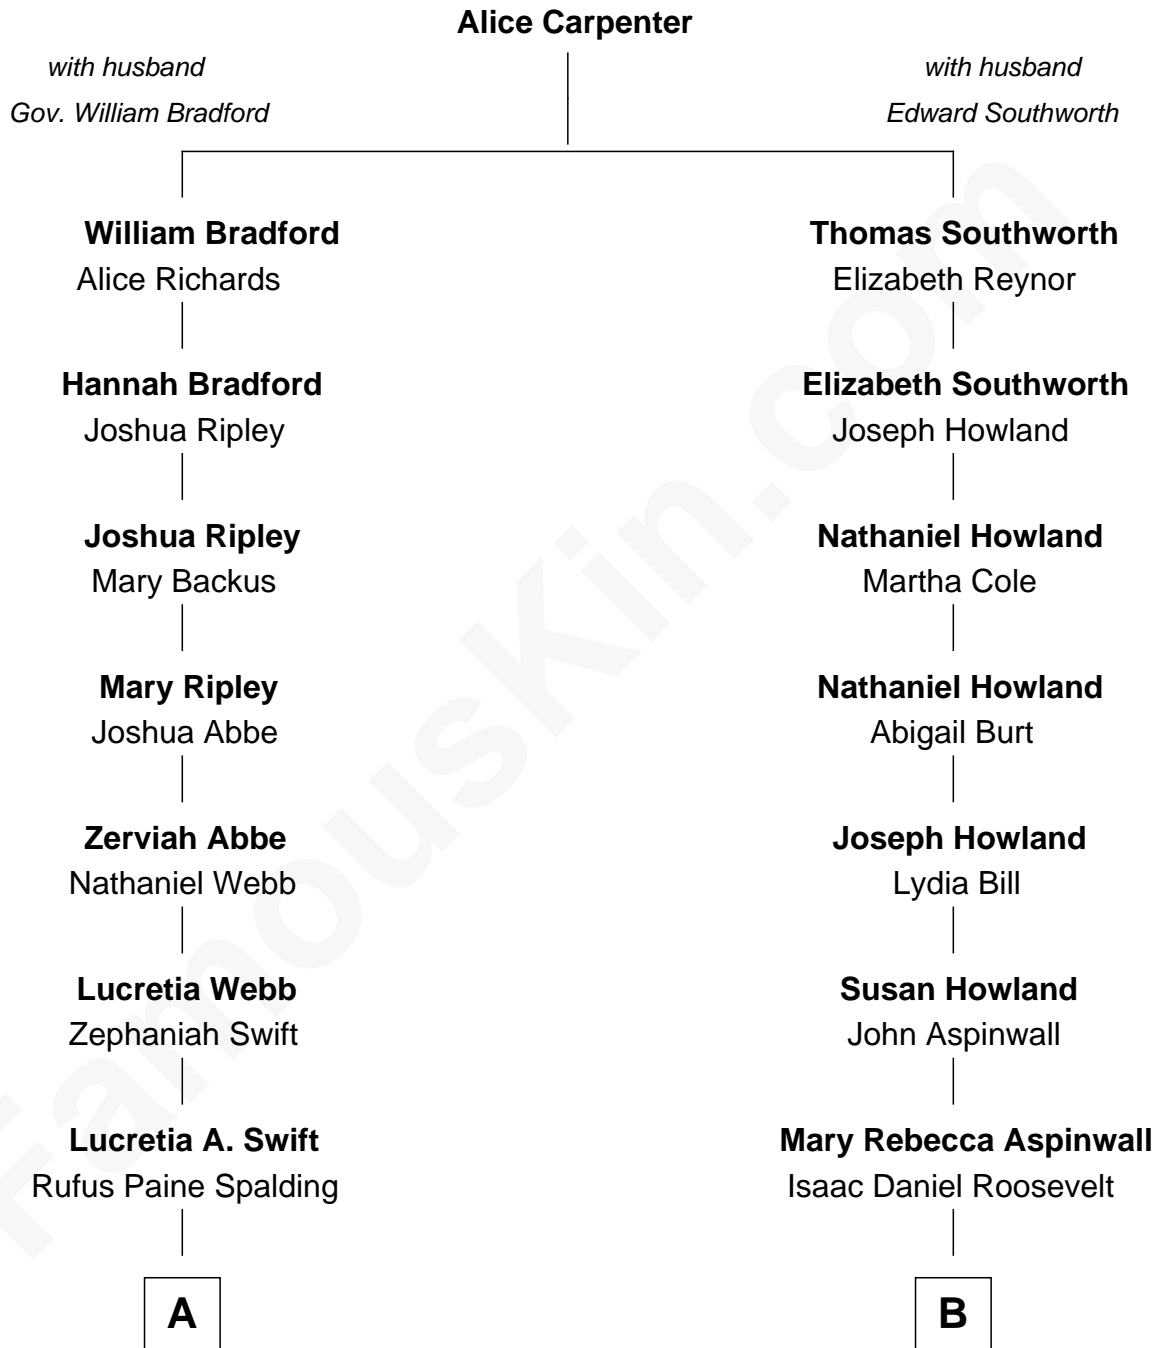 Alice Carpenter
with husband
Gov. William Bradford
with husband
Edward Southworth
William Bradford
Alice Richards
Thomas Southworth
Elizabeth Reynor
Hannah Bradford
Joshua Ripley
Elizabeth Southworth
Joseph Howland
Joshua Ripley
Mary Backus
Nathaniel Howland
Martha Cole
Mary Ripley
Joshua Abbe
Nathaniel Howland
Abigail Burt
Zerviah Abbe
Nathaniel Webb
Joseph Howland
Lydia Bill
Lucretia Webb
Zephaniah Swift
Susan Howland
John Aspinwall
Lucretia A. Swift
Rufus Paine Spalding
Mary Rebecca Aspinwall
Isaac Daniel Roosevelt
A
B
FamousKin.com